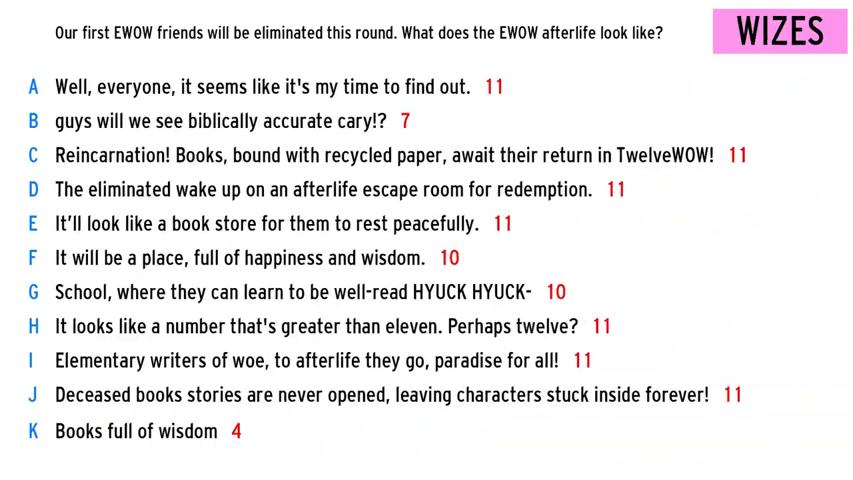 Our first EWOW friends will be eliminated this round. What does the EWOW afterlife look like?
WIZES
A Well, everyone, it seems like it's my time to find out. 11
B guys will we see biblically accurate cary!? 7
C Reincarnation! Books, bound with recycled paper, await their return in TwelveWOW! 11
D The eliminated wake up on an afterlife escape room for redemption. 11
E It’ll look like a book store for them to rest peacefully. 11
F It will be a place, full of happiness and wisdom. 10
G School, where they can learn to be well-read HYUCK HYUCK- 10
H It looks like a number that's greater than eleven. Perhaps twelve? 11
I Elementary writers of woe, to afterlife they go, paradise for all! 11
J Deceased books stories are never opened, leaving characters stuck inside forever! 11
K Books full of wisdom 4